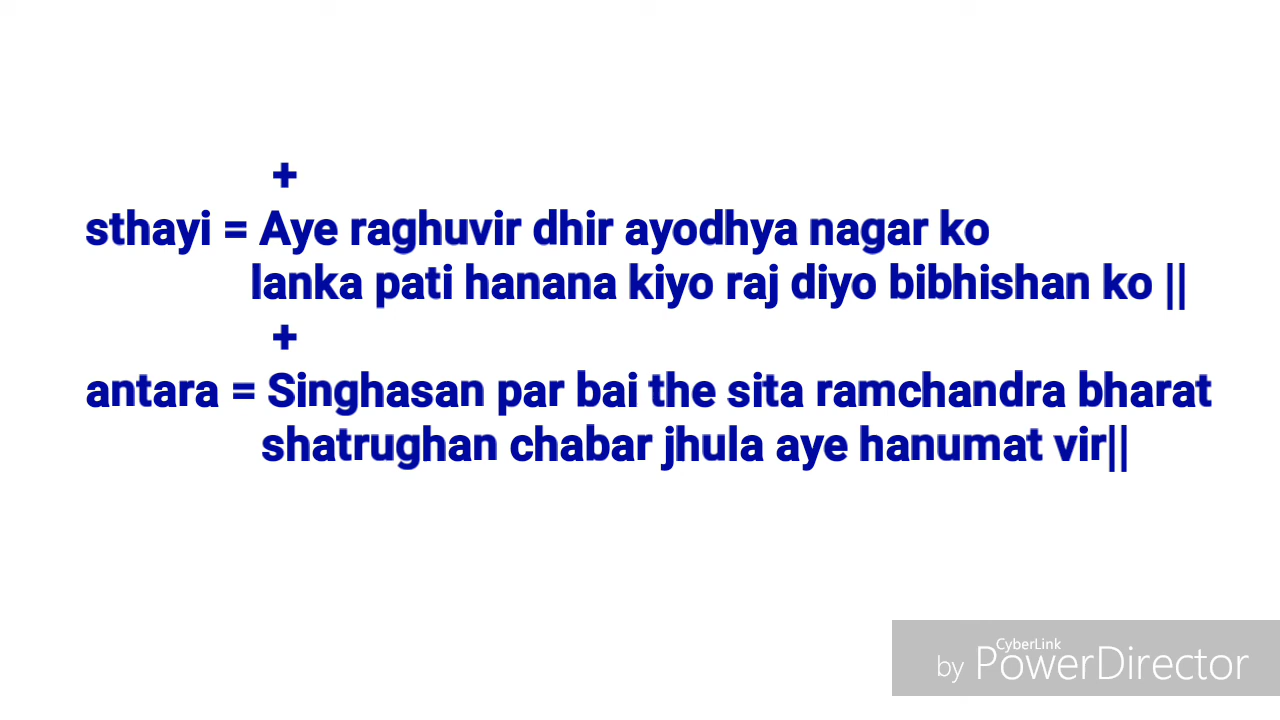 +
sthayi = Aye raghuvir dhir ayodhya nagar ko
lanka pati hanana kiyo raj diyo bibhishan ko ||
+
antara = Singhasan par bai the sita ramchandra bharat
shatrughan chabar jhula aye hanumat vir||
CyberLink
by PowerDirector